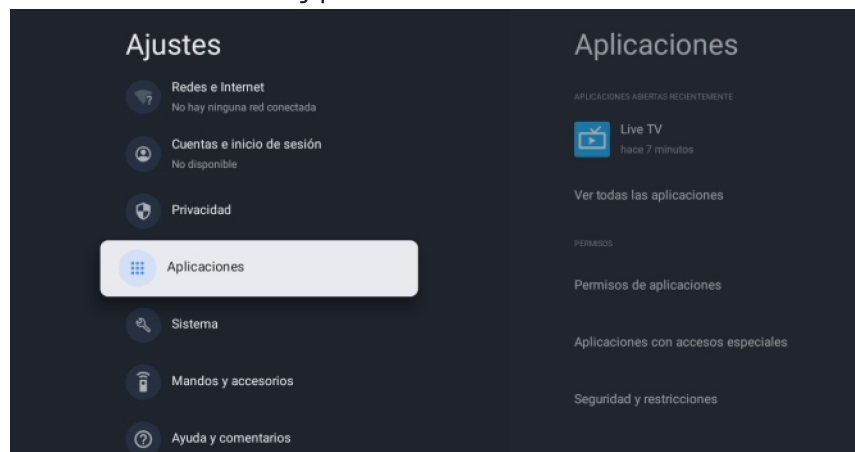 Ajustes
Redes e Internet
No hay ninguna red conectada
Cuentas e inicio de sesión
No disponible
Privacidad
Aplicaciones
Sistema
Mandos y accesorios
Ayuda y comentarios
Aplicaciones
APLICACIONES ABIERTAS RECIENTEMENTE
Live TV
hace 7 minutos
Ver todas las aplicaciones
PERMISOS
Permisos de aplicaciones
Aplicaciones con accesos especiales
Seguridad y restricciones